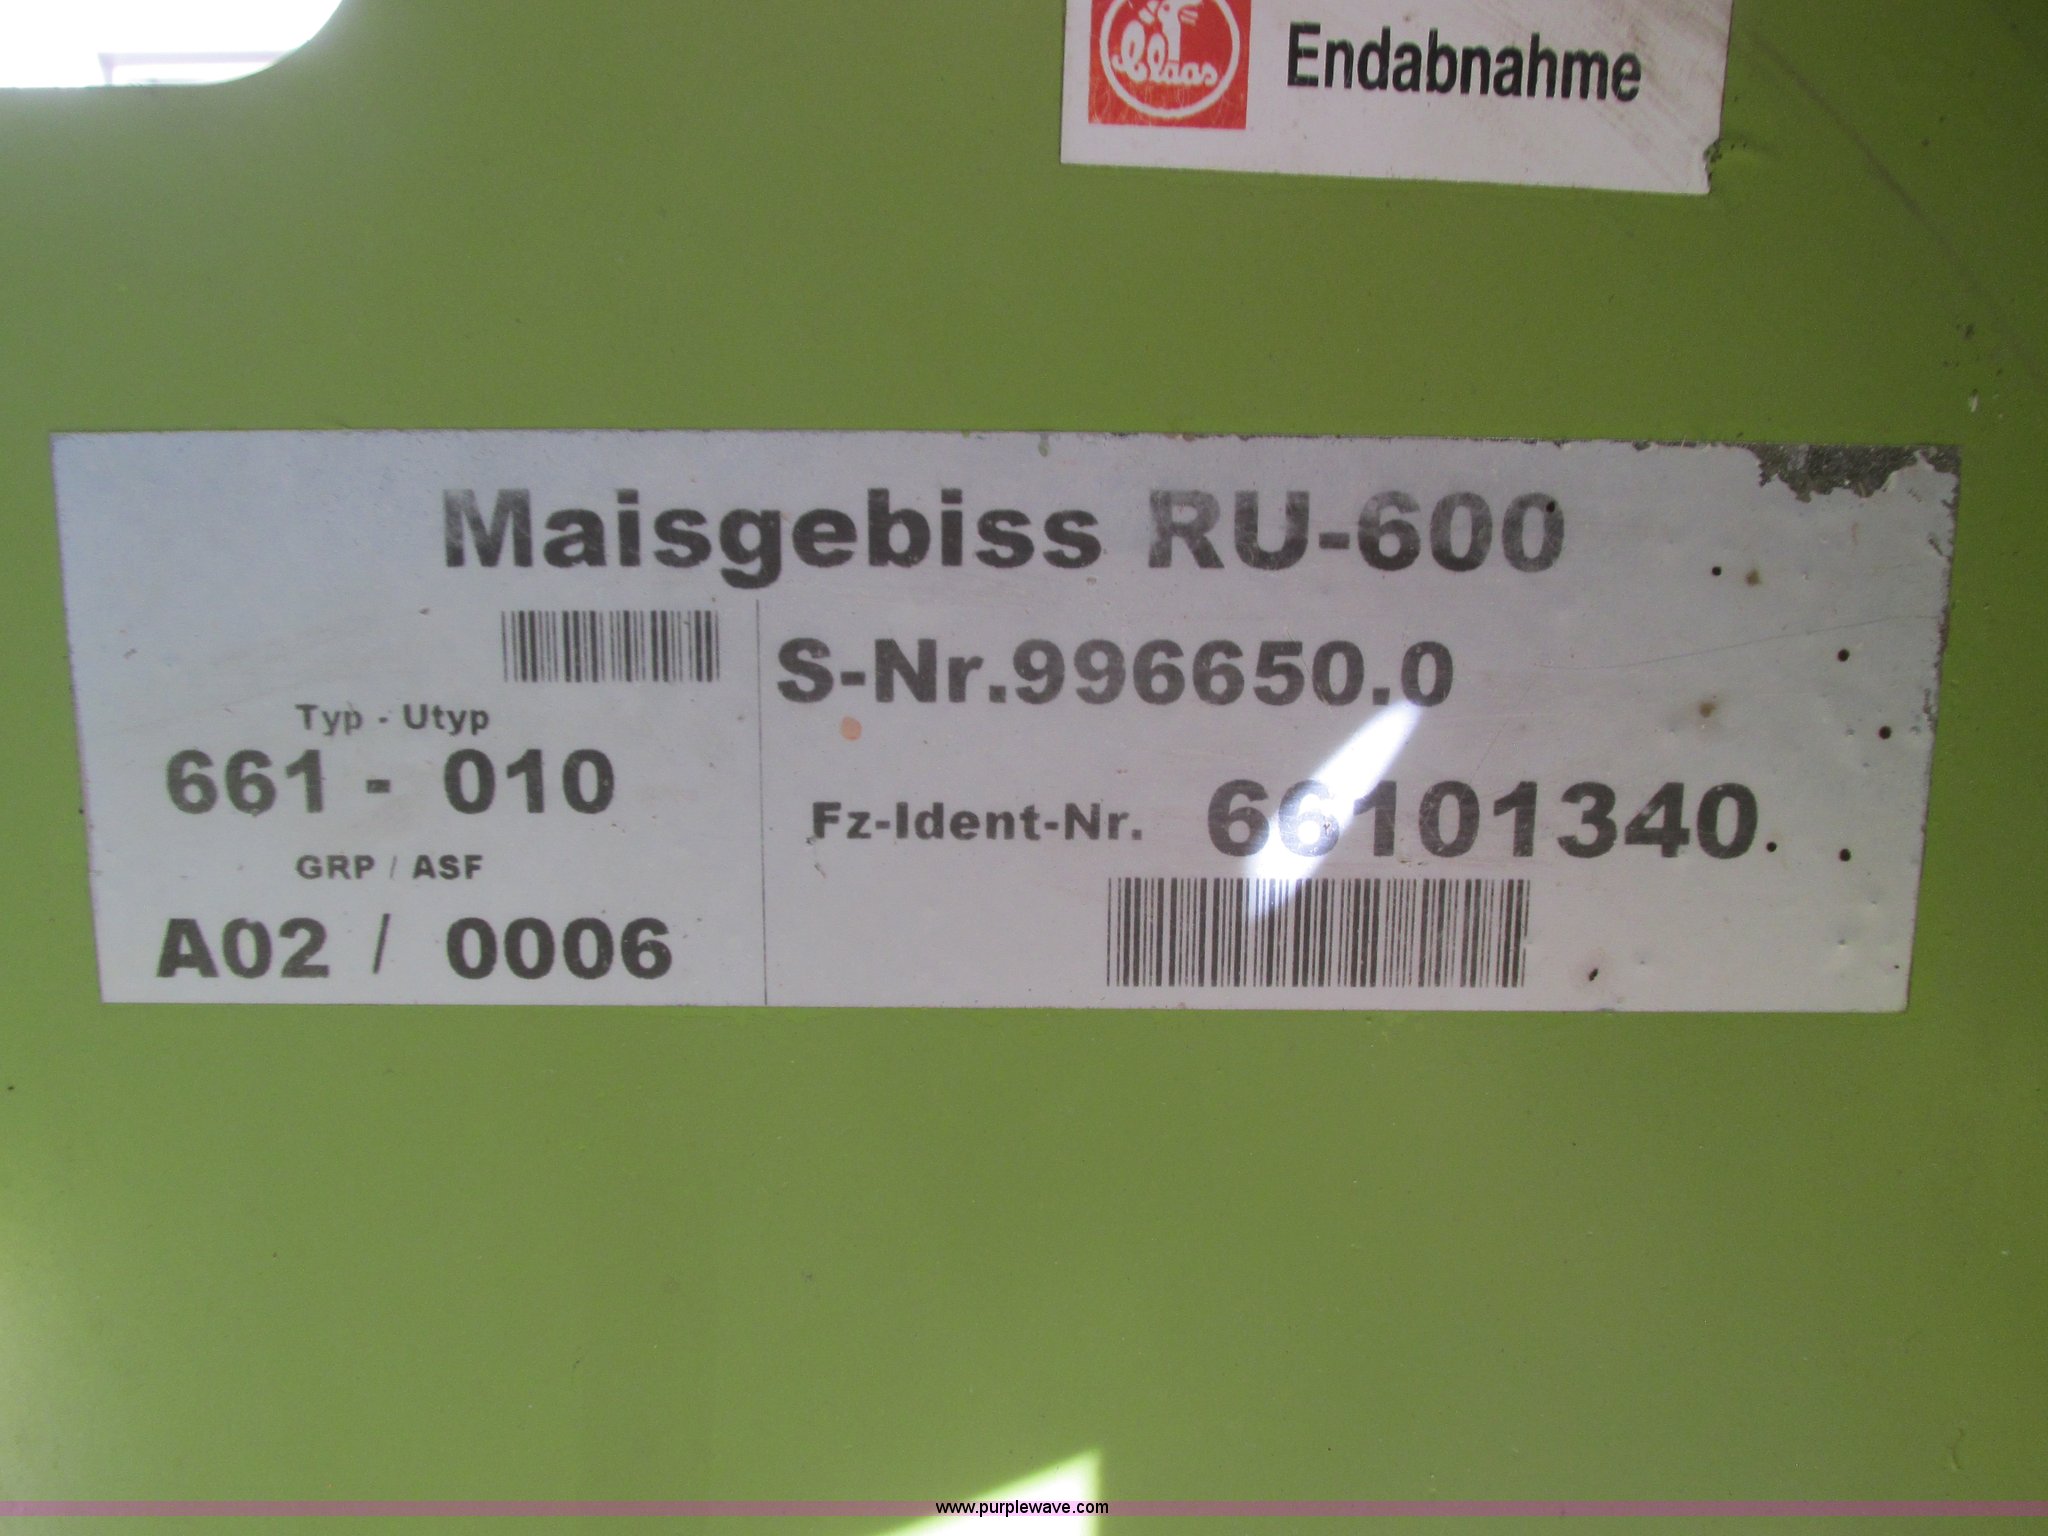 Claas
Endabnahme
Maisgebiss RU-600
S-Nr.996650.0
Typ - Utyp
661 - 010
Fz-Ident-Nr. 66101340.
GRP / ASF
A02 / 0006
www.purplewave.com